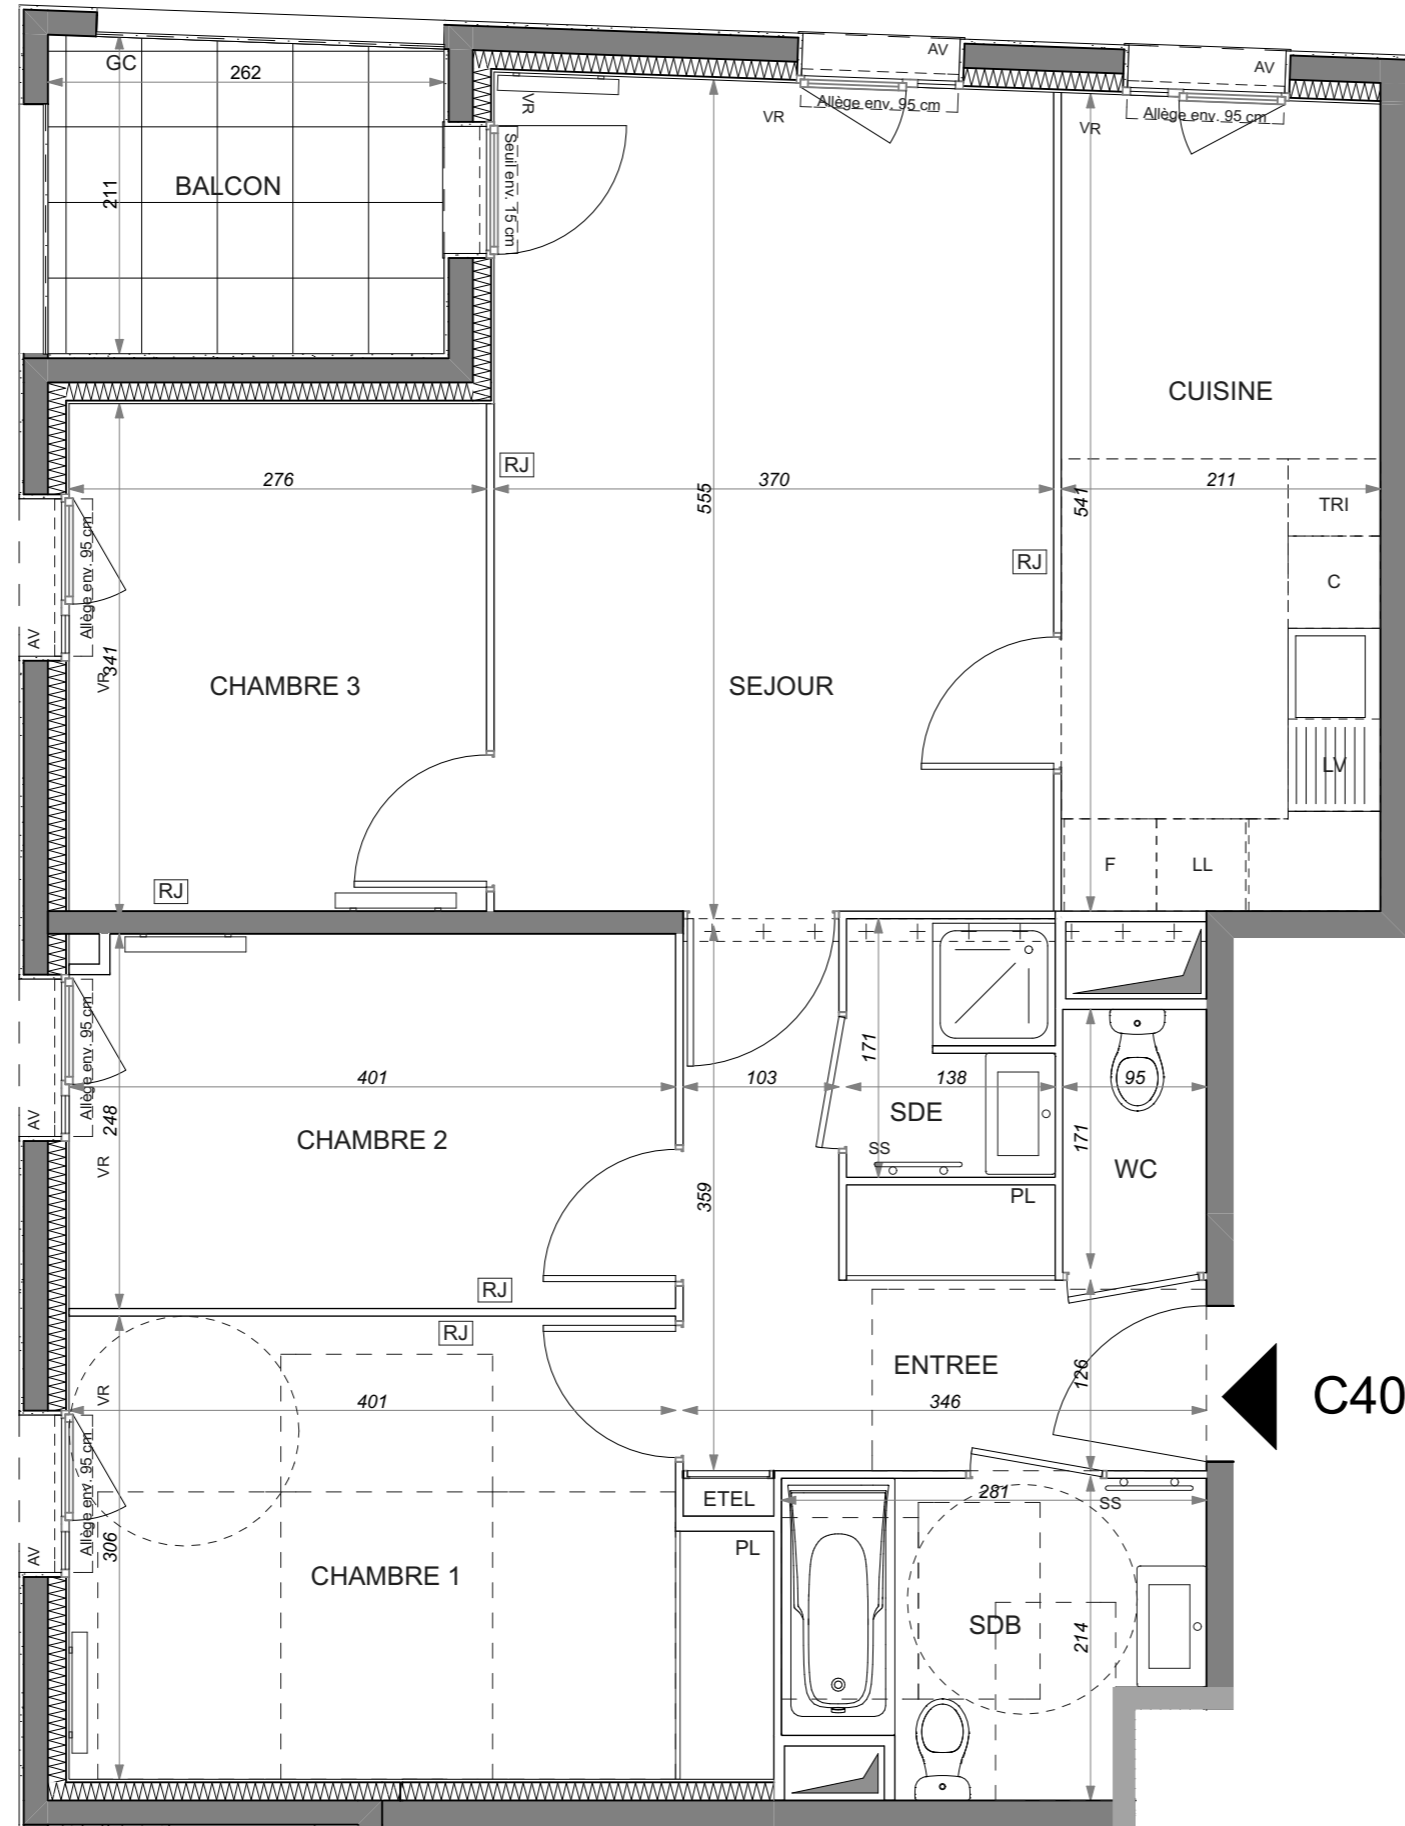 AV
AV
GC
262
VR
Allège env. 95 cm
VR
Allège env. 95 cm
VR
Seuil env. 15 cm
BALCON
211
CUISINE
RJ
276
370
211
555
541
TRI
Allège env. 95 cm
RJ
C
AV
341
VR
CHAMBRE 3
SEJOUR
LV
F
LL
RJ
Allège env. 95 cm
171
401
103
138
95
AV
248
SDE
CHAMBRE 2
171
SS
WC
VR
359
PL
RJ
RJ
ENTREE
126
VR
401
346
C40
Allège env. 95 cm
ETEL
281
SS
AV
306
PL
CHAMBRE 1
SDB
214